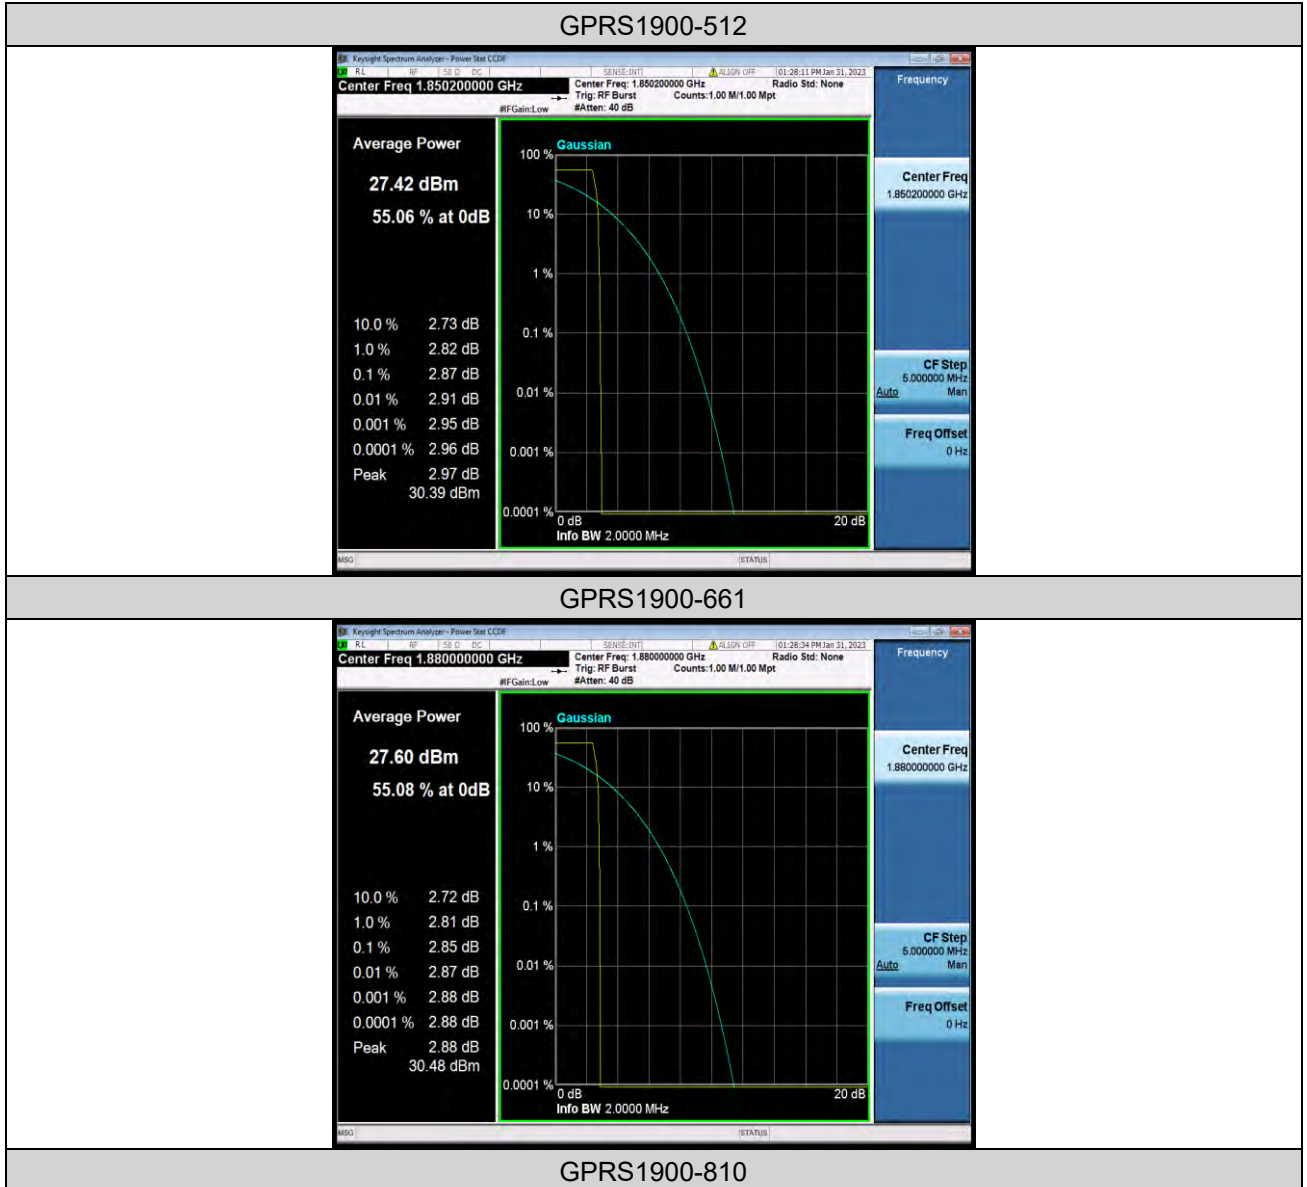 GPRS1900-512
Keysight Spectrum Analyzer - Power Stat CCDF
RL RF 50 Ω DC SENSE:INT ALIGN OFF 01:28:11 PM Jan 31, 2023
Center Freq 1.850200000 GHz
Center Freq: 1.850200000 GHz Radio Std: None
Trig: RF Burst Counts:1.00 M/1.00 Mpt
#IFGain:Low #Atten: 40 dB
Frequency
Average Power
27.42 dBm
55.06 % at 0dB
10.0 % 2.73 dB
1.0 % 2.82 dB
0.1 % 2.87 dB
0.01 % 2.91 dB
0.001 % 2.95 dB
0.0001 % 2.96 dB
Peak 2.97 dB
30.39 dBm
Gaussian
100 %
10 %
1 %
0.1 %
0.01 %
0.001 %
0.0001 %
0 dB 20 dB
Info BW 2.0000 MHz
Center Freq
1.850200000 GHz
CF Step
5.000000 MHz
Auto Man
Freq Offset
0 Hz
MSG STATUS
GPRS1900-661
Keysight Spectrum Analyzer - Power Stat CCDF
RL RF 50 Ω DC SENSE:INT ALIGN OFF 01:28:34 PM Jan 31, 2023
Center Freq 1.880000000 GHz
Center Freq: 1.880000000 GHz Radio Std: None
Trig: RF Burst Counts:1.00 M/1.00 Mpt
#IFGain:Low #Atten: 40 dB
Frequency
Average Power
27.60 dBm
55.08 % at 0dB
10.0 % 2.72 dB
1.0 % 2.81 dB
0.1 % 2.85 dB
0.01 % 2.87 dB
0.001 % 2.88 dB
0.0001 % 2.88 dB
Peak 2.88 dB
30.48 dBm
Gaussian
100 %
10 %
1 %
0.1 %
0.01 %
0.001 %
0.0001 %
0 dB 20 dB
Info BW 2.0000 MHz
Center Freq
1.880000000 GHz
CF Step
5.000000 MHz
Auto Man
Freq Offset
0 Hz
MSG STATUS
GPRS1900-810